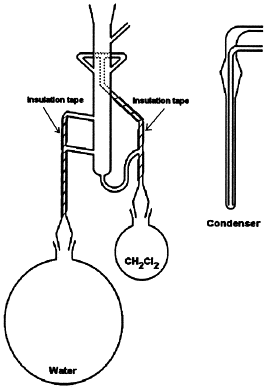 Insulation tape
Insulation tape
Condenser
CH2Cl2
Water